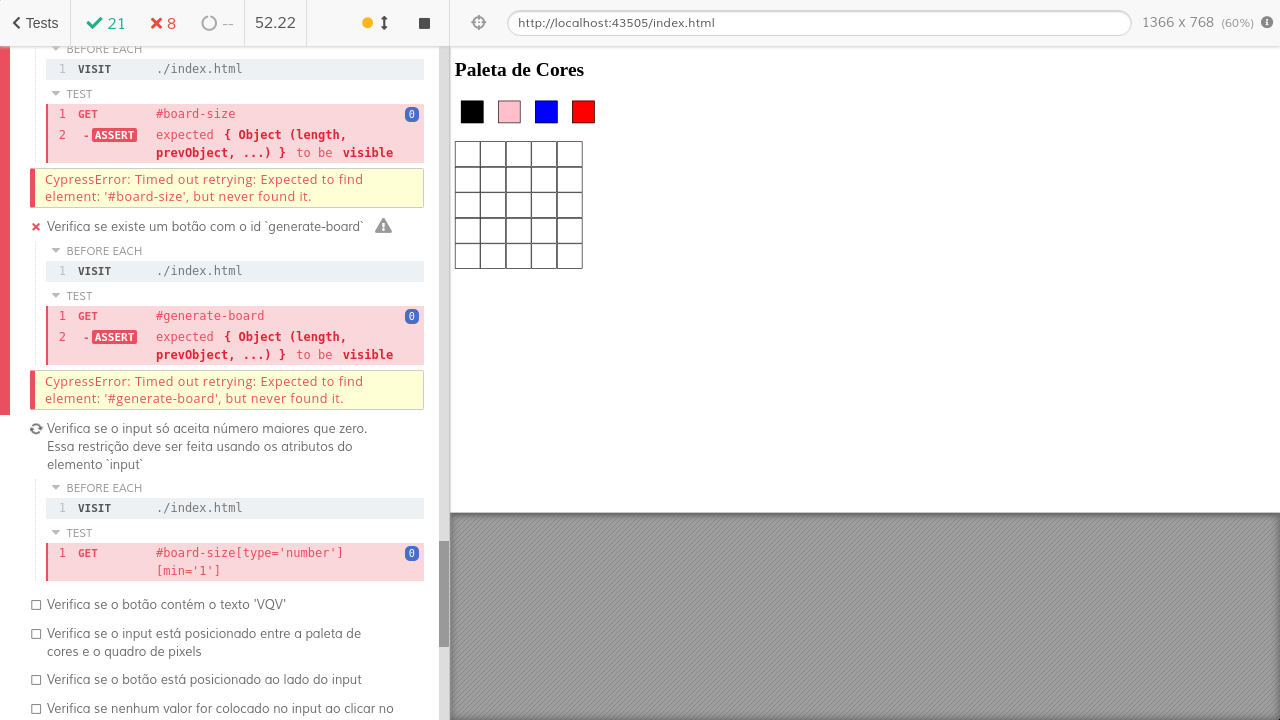 Tests
21
8
--
52.22
http://localhost:43505/index.html
1366 x 768 (60%)
BEFORE EACH
1 VISIT ./index.html
TEST
1 GET #board-size 0
2 -ASSERT expected { Object (length,
prevObject, ...) } to be visible
CypressError: Timed out retrying: Expected to find
element: '#board-size', but never found it.
Verifica se existe um botão com o id `generate-board`
BEFORE EACH
1 VISIT ./index.html
TEST
1 GET #generate-board 0
2 -ASSERT expected { Object (length,
prevObject, ...) } to be visible
CypressError: Timed out retrying: Expected to find
element: '#generate-board', but never found it.
Verifica se o input só aceita número maiores que zero.
Essa restrição deve ser feita usando os atributos do
elemento `input`
BEFORE EACH
1 VISIT ./index.html
TEST
1 GET #board-size[type='number'] 0
[min='1']
Verifica se o botão contém o texto 'VQV'
Verifica se o input está posicionado entre a paleta de
cores e o quadro de pixels
Verifica se o botão está posicionado ao lado do input
Verifica se nenhum valor for colocado no input ao clicar no
Paleta de Cores